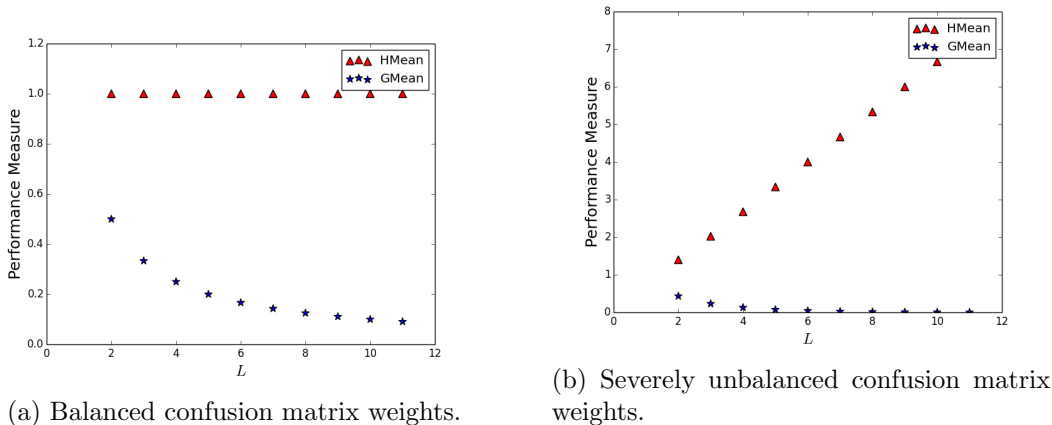 1.2
1.0
0.8
0.6
0.4
0.2
0.0
Performance Measure
HMean
GMean
0 2 4 6 8 10 12
L
(a) Balanced confusion matrix weights.
8
7
6
5
4
3
2
1
0
Performance Measure
HMean
GMean
0 2 4 6 8 10 12
L
(b) Severely unbalanced confusion matrix
weights.